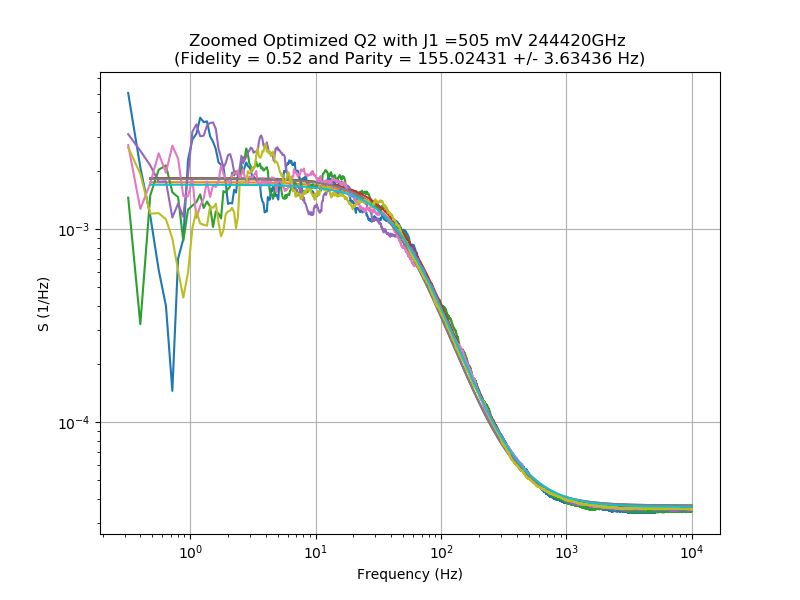 Zoomed Optimized Q2 with J1 =505 mV 244420GHz
(Fidelity = 0.52 and Parity = 155.02431 +/- 3.63436 Hz)
10⁻³
S (1/Hz)
10⁻⁴
10⁰ 10¹ 10² 10³ 10⁴
Frequency (Hz)